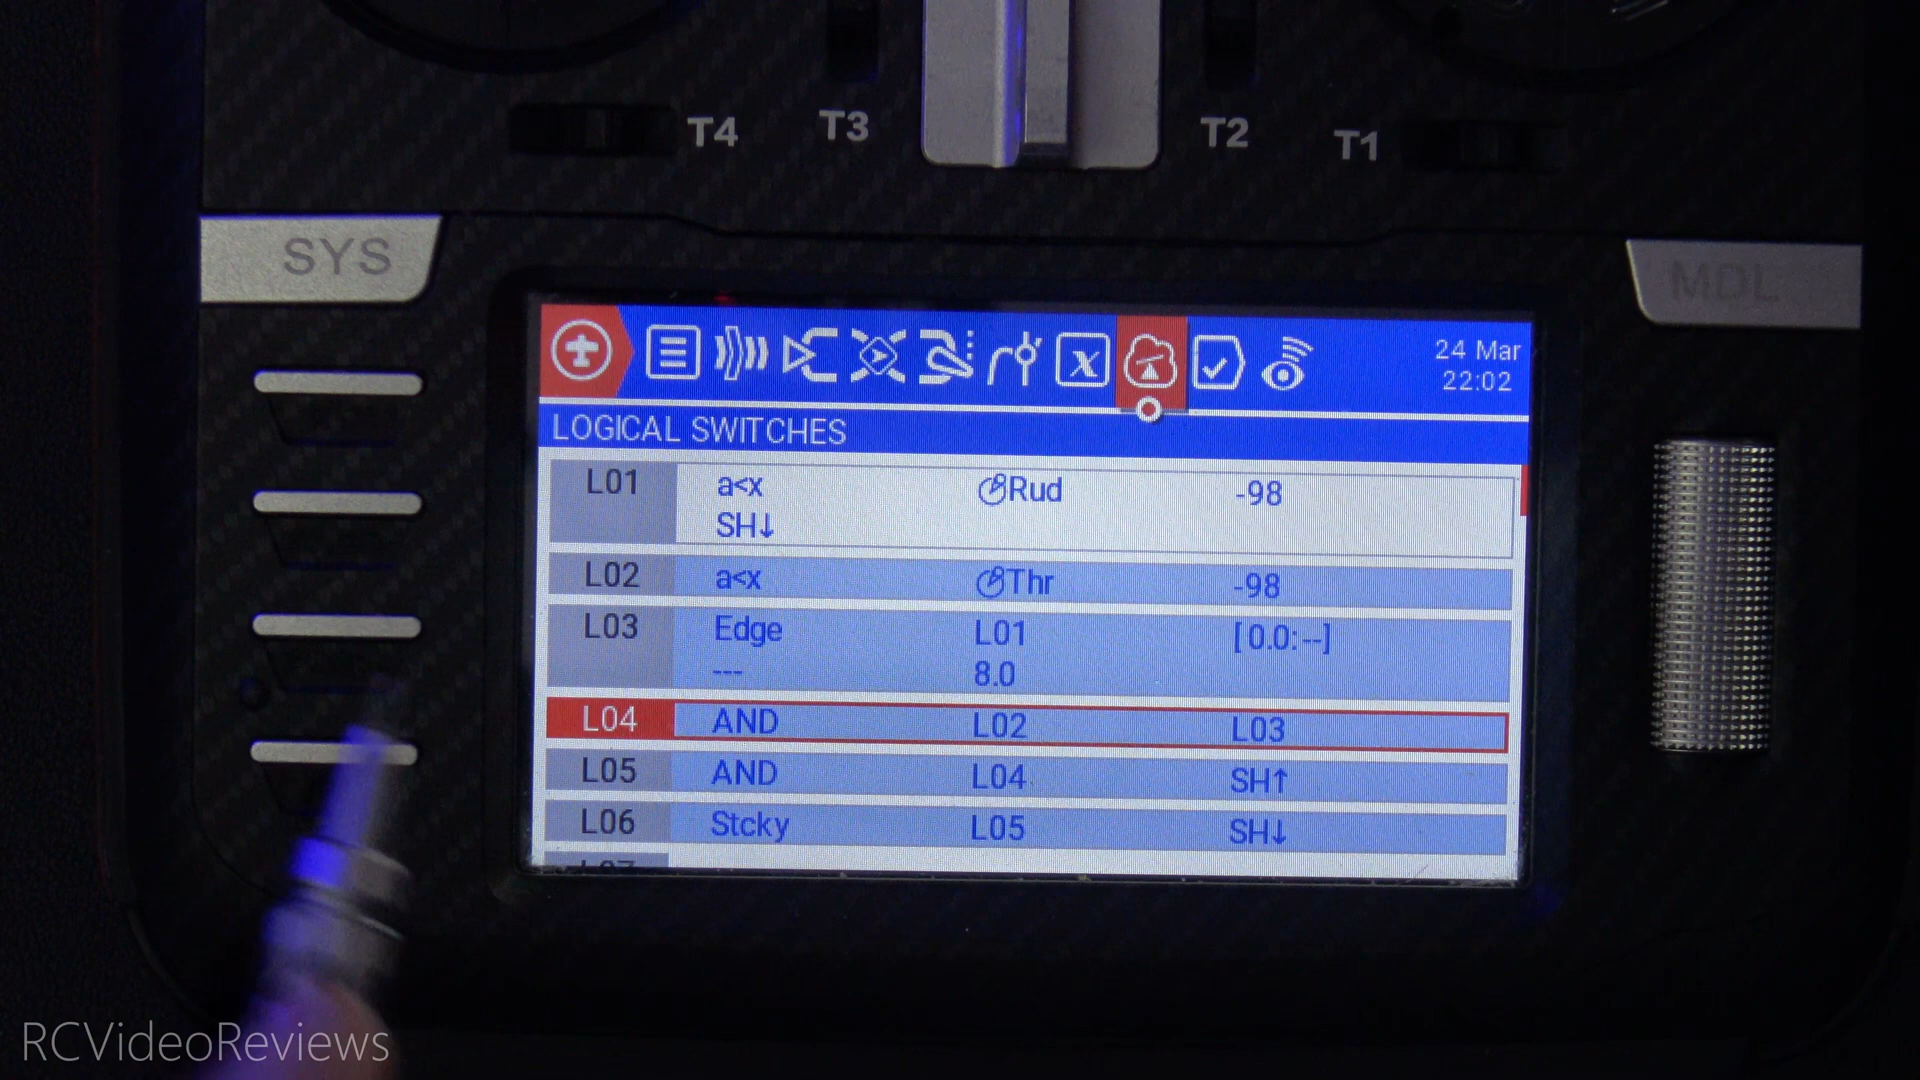 T4 T3 T2 T1
SYS
MDL
24 Mar
22:02
LOGICAL SWITCHES
L01 a<x Rud -98
SH↓
L02 a<x Thr -98
L03 Edge L01 [0.0:--]
--- 8.0
L04 AND L02 L03
L05 AND L04 SH↑
L06 Stcky L05 SH↓
L07
RCVideoReviews